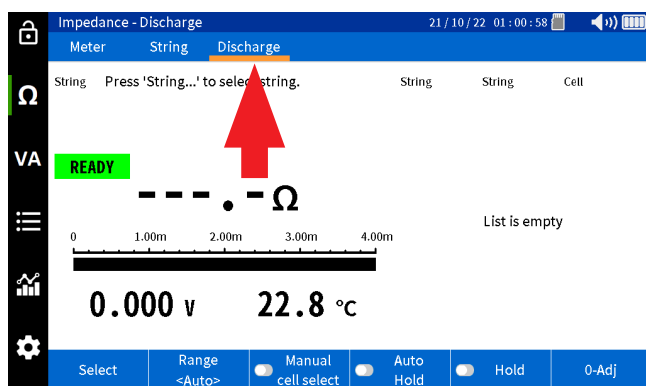 Impedance - Discharge 21 / 10 / 22 01 : 00 : 58
Meter String Discharge
String Press 'String...' to select string. String String Cell
Ω
VA
READY
- - - . - Ω
List is empty
0 1.00m 2.00m 3.00m 4.00m
0.000 V 22.8 °C
Select Range <Auto> Manual cell select Auto Hold Hold 0-Adj